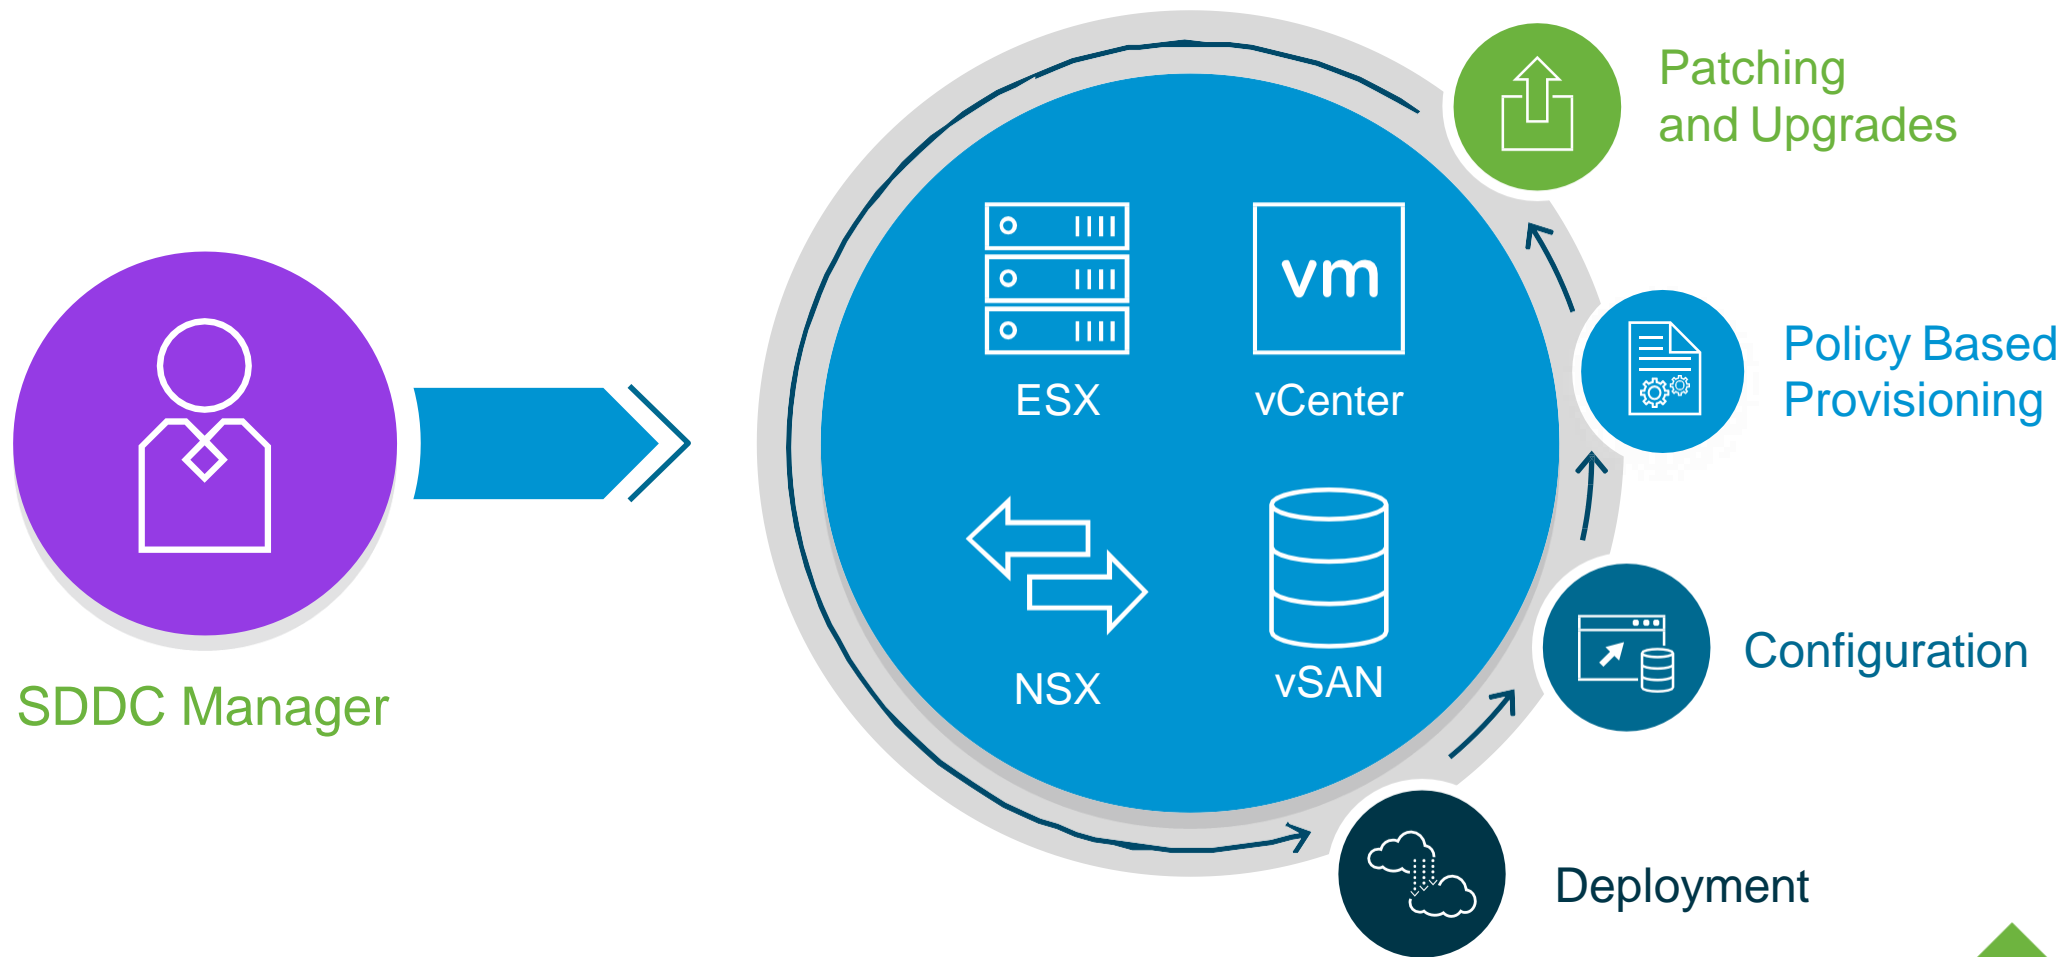 Patching
and Upgrades
vm
ESX
vCenter
Policy Based
Provisioning
SDDC Manager
NSX
vSAN
Configuration
Deployment